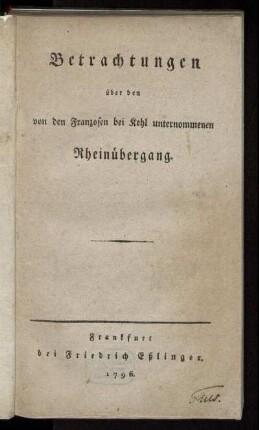 Betrachtungen
über den
von den Franzosen bei Kehl unternommenen
Rheinübergang.
Frankfurt
bei Friedrich Eßlinger.
1796.